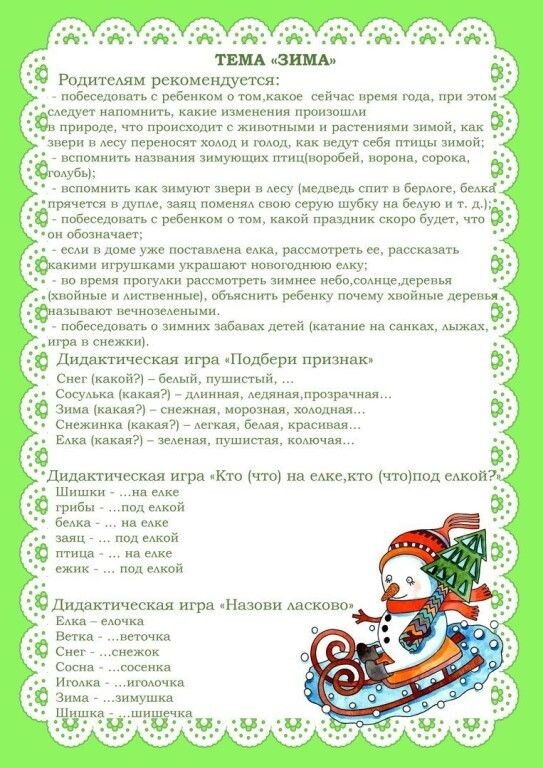 ТЕМА «ЗИМА»
Родителям рекомендуется:
- побеседовать с ребенком о том,какое сейчас время года, при этом
следует напомнить, какие изменения произошли
в природе, что происходит с животными и растениями зимой, как
звери в лесу переносят холод и голод, как ведут себя птицы зимой;
- вспомнить названия зимующих птиц(воробей, ворона, сорока,
голубь);
- вспомнить как зимуют звери в лесу (медведь спит в берлоге, белка
прячется в дупле, заяц поменял свою серую шубку на белую и т. д.);
- побеседовать с ребенком о том, какой праздник скоро будет, что
он обозначает;
- если в доме уже поставлена елка, рассмотреть ее, рассказать
какими игрушками украшают новогоднюю елку;
- во время прогулки рассмотреть зимнее небо,солнце,деревья
(хвойные и лиственные), объяснить ребенку почему хвойные деревья
называют вечнозелеными.
- побеседовать о зимних забавах детей (катание на санках, лыжах,
игра в снежки).
Дидактическая игра «Подбери признак»
Снег (какой?) – белый, пушистый, …
Сосулька (какая?) – длинная, ледяная,прозрачная…
Зима (какая?) – снежная, морозная, холодная…
Снежинка (какая?) – легкая, белая, красивая…
Елка (какая?) – зеленая, пушистая, колючая…
Дидактическая игра «Кто (что) на елке,кто (что)под елкой?»
Шишки - …на елке
грибы - …под елкой
белка - … на елке
заяц - … под елкой
птица - … на елке
ежик - … под елкой
Дидактическая игра «Назови ласково»
Елка – елочка
Ветка - …веточка
Снег - …снежок
Сосна - …сосенка
Иголка - …иголочка
Зима - …зимушка
Шишка - …шишечка